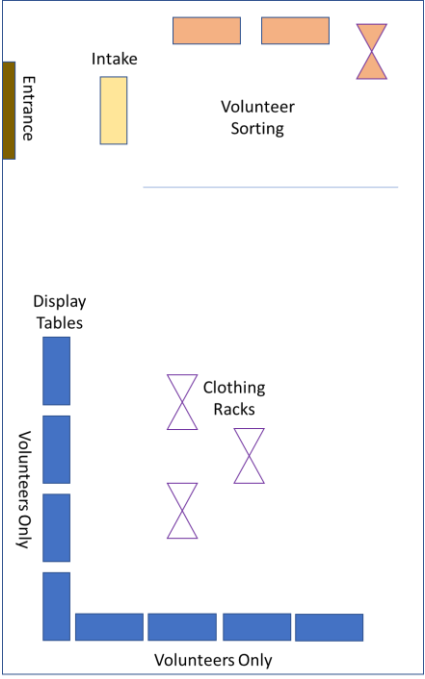 Intake
Entrance
Volunteer
Sorting
Display
Tables
Clothing
Racks
Volunteers Only
Volunteers Only